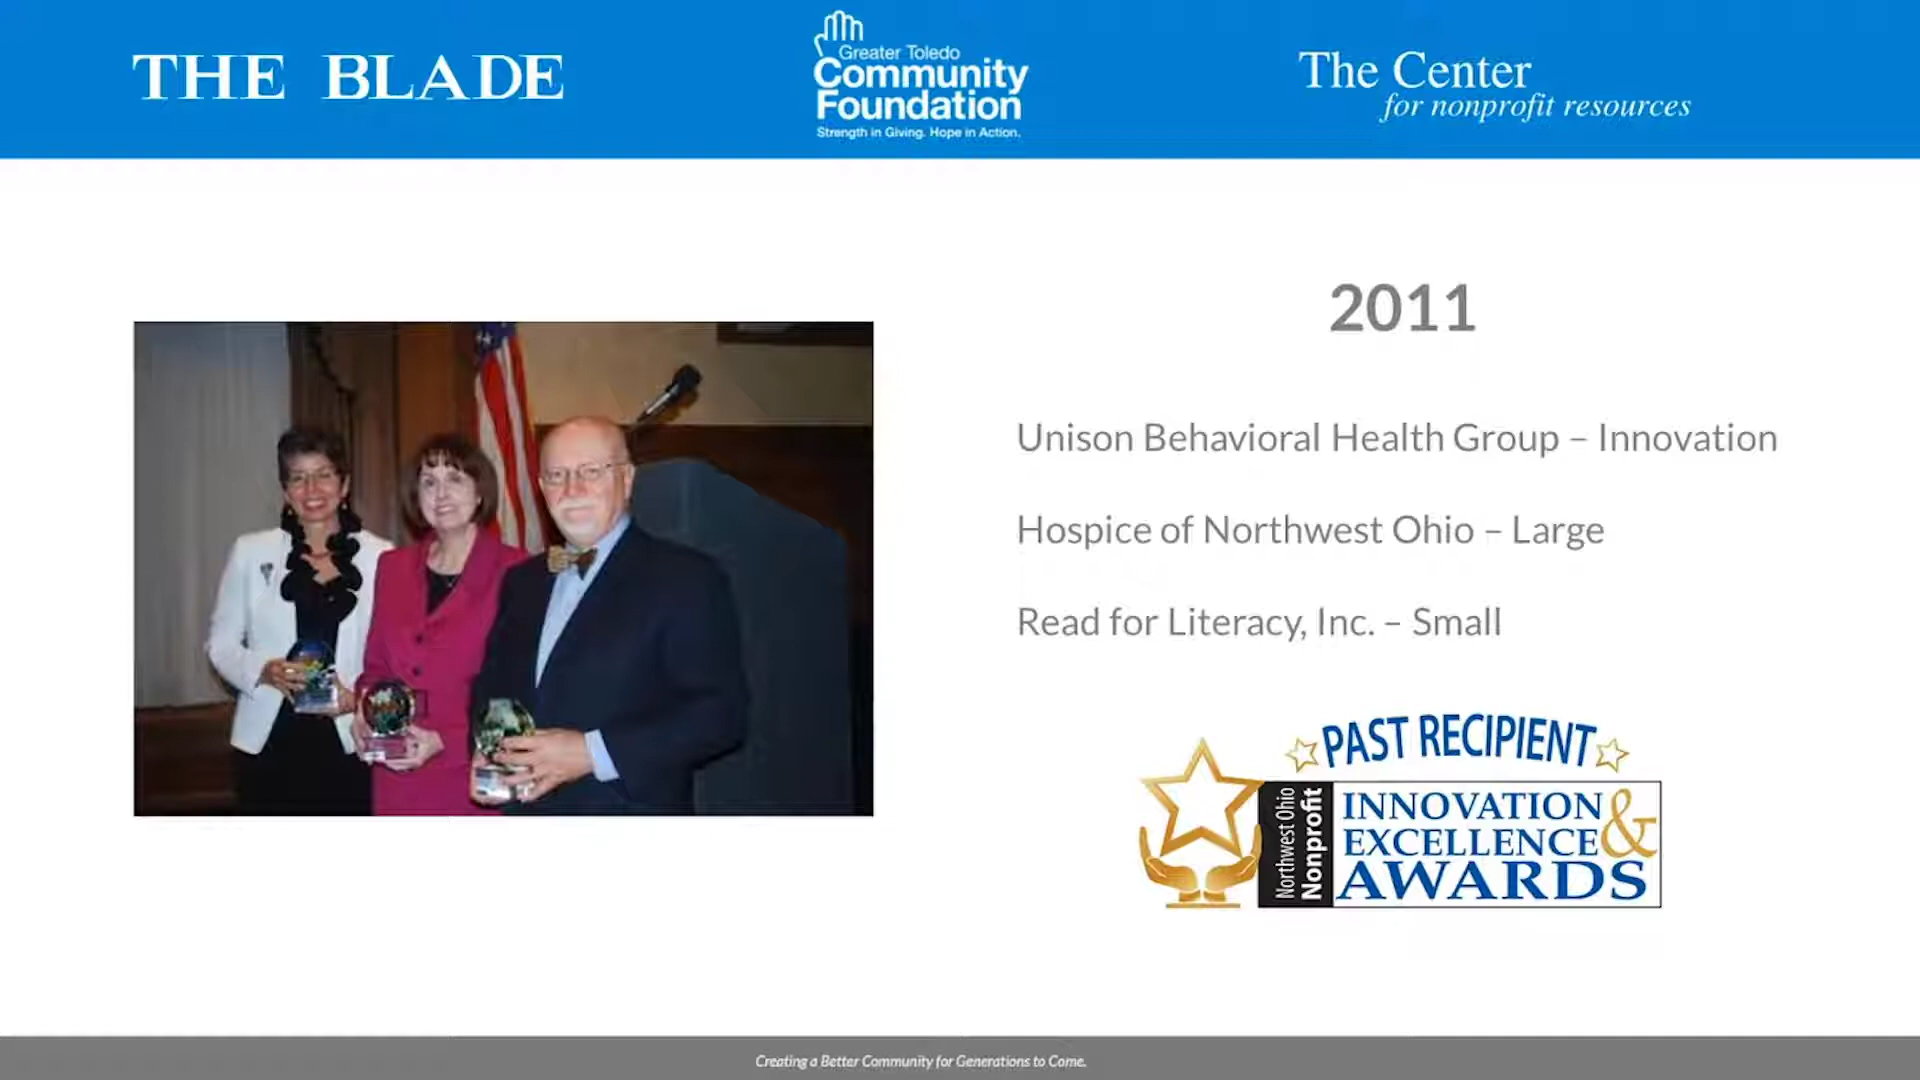 THE BLADE
Greater Toledo
Community
Foundation
Strength in Giving. Hope in Action.
The Center
for nonprofit resources
2011
Unison Behavioral Health Group – Innovation
Hospice of Northwest Ohio – Large
Read for Literacy, Inc. – Small
PAST RECIPIENT
Northwest Ohio
Nonprofit
INNOVATION &
EXCELLENCE
AWARDS
Creating a Better Community for Generations to Come.